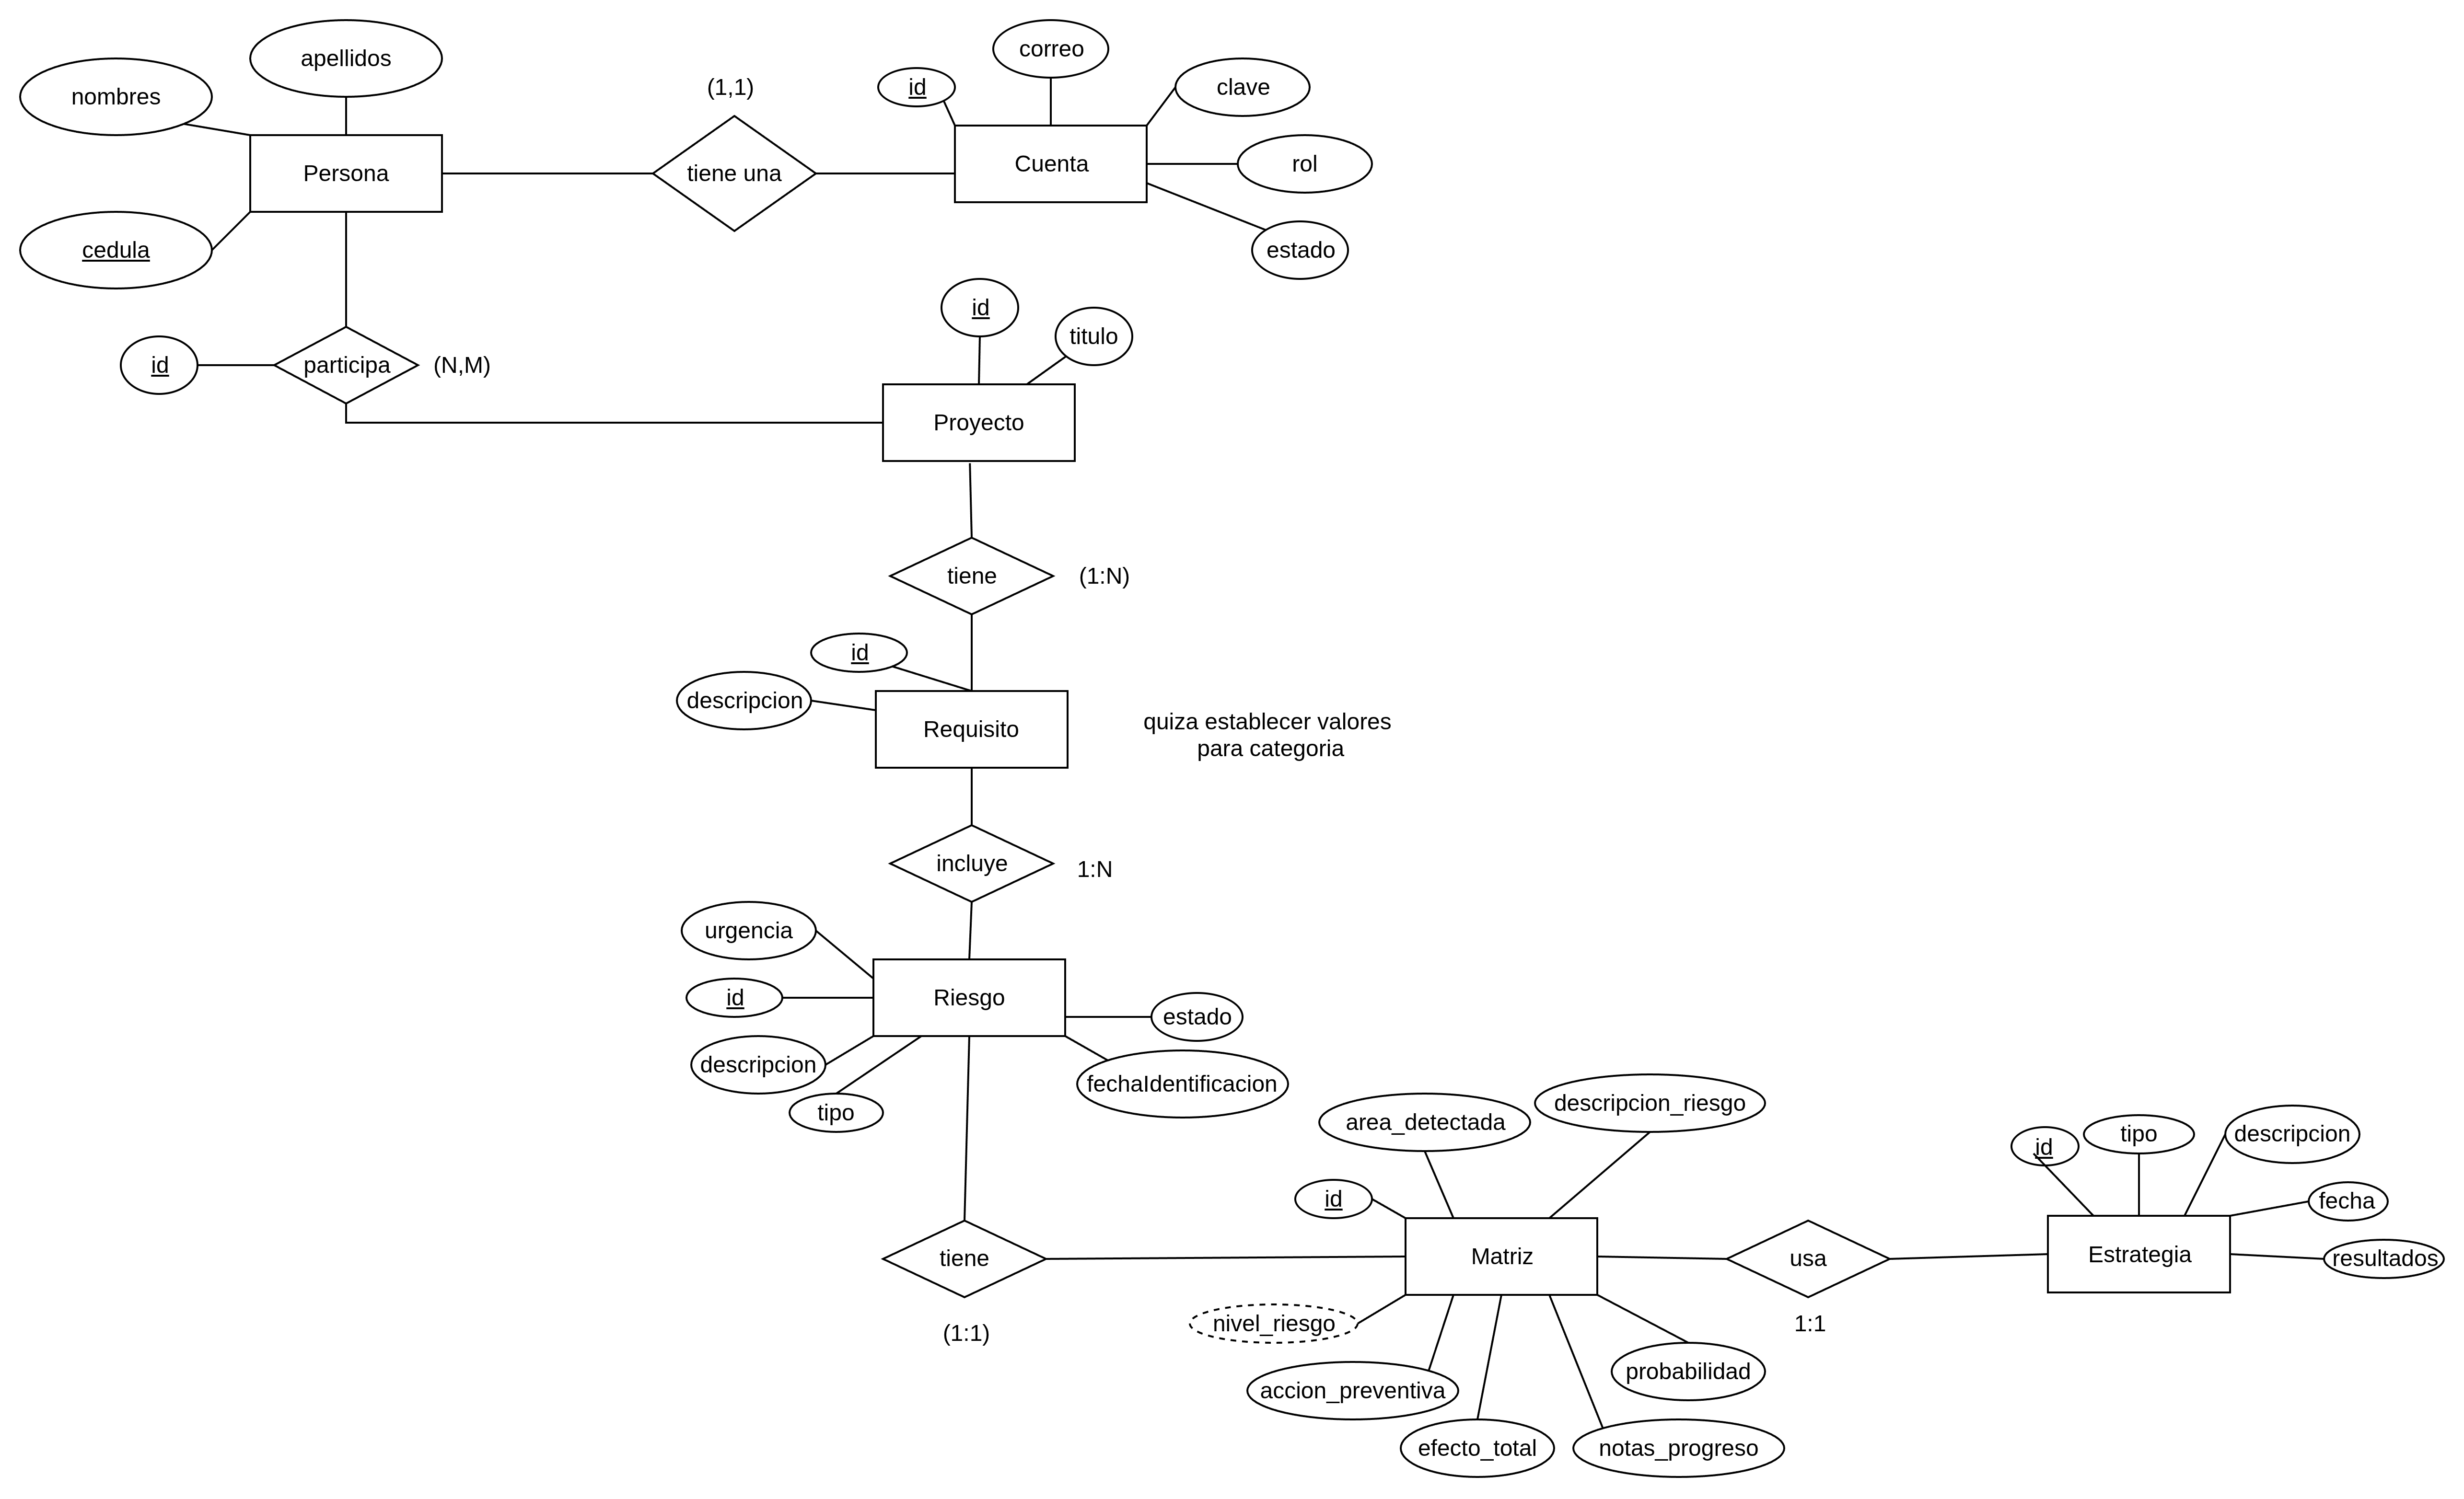 apellidos
correo
nombres
(1,1)
id
clave
Persona
tiene una
Cuenta
rol
cedula
estado
id
titulo
id
participa
(N,M)
Proyecto
tiene
(1:N)
id
descripcion
Requisito
quiza establecer valores
para categoria
incluye
1:N
urgencia
id
Riesgo
estado
descripcion
fechaIdentificacion
tipo
area_detectada
descripcion_riesgo
id
tipo
descripcion
id
fecha
tiene
Matriz
usa
Estrategia
resultados
(1:1)
nivel_riesgo
1:1
accion_preventiva
probabilidad
efecto_total
notas_progreso